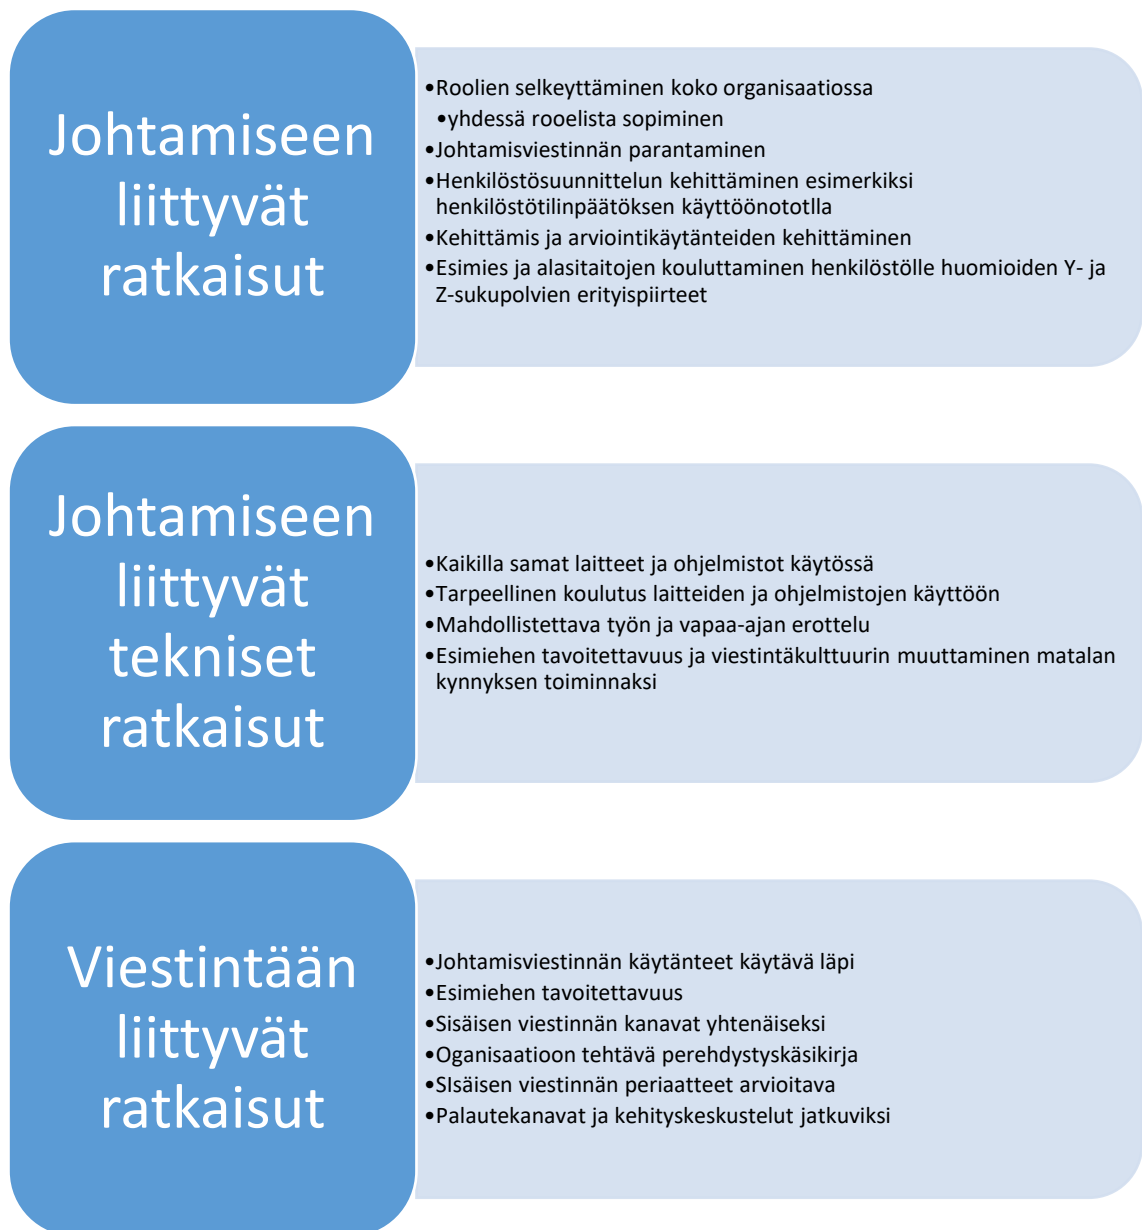 Johtamiseen
liittyvät
ratkaisut
•Roolien selkeyttäminen koko organisaatiossa
•yhdessä rooelista sopiminen
•Johtamisviestinnän parantaminen
•Henkilöstösuunnittelun kehittäminen esimerkiksi
henkilöstötilinpäätöksen käyttöönototlla
•Kehittämis ja arviointikäytänteiden kehittäminen
•Esimies ja alasitaitojen kouluttaminen henkilöstölle huomioiden Y- ja
Z-sukupolvien erityispiirteet
Johtamiseen
liittyvät
tekniset
ratkaisut
•Kaikilla samat laitteet ja ohjelmistot käytössä
•Tarpeellinen koulutus laitteiden ja ohjelmistojen käyttöön
•Mahdollistettava työn ja vapaa-ajan erottelu
•Esimiehen tavoitettavuus ja viestintäkulttuurin muuttaminen matalan
kynnyksen toiminnaksi
Viestintään
liittyvät
ratkaisut
•Johtamisviestinnän käytänteet käytävä läpi
•Esimiehen tavoitettavuus
•Sisäisen viestinnän kanavat yhtenäiseksi
•Oganisaatioon tehtävä perehdystyskäsikirja
•SIsäisen viestinnän periaatteet arvioitava
•Palautekanavat ja kehityskeskustelut jatkuviksi